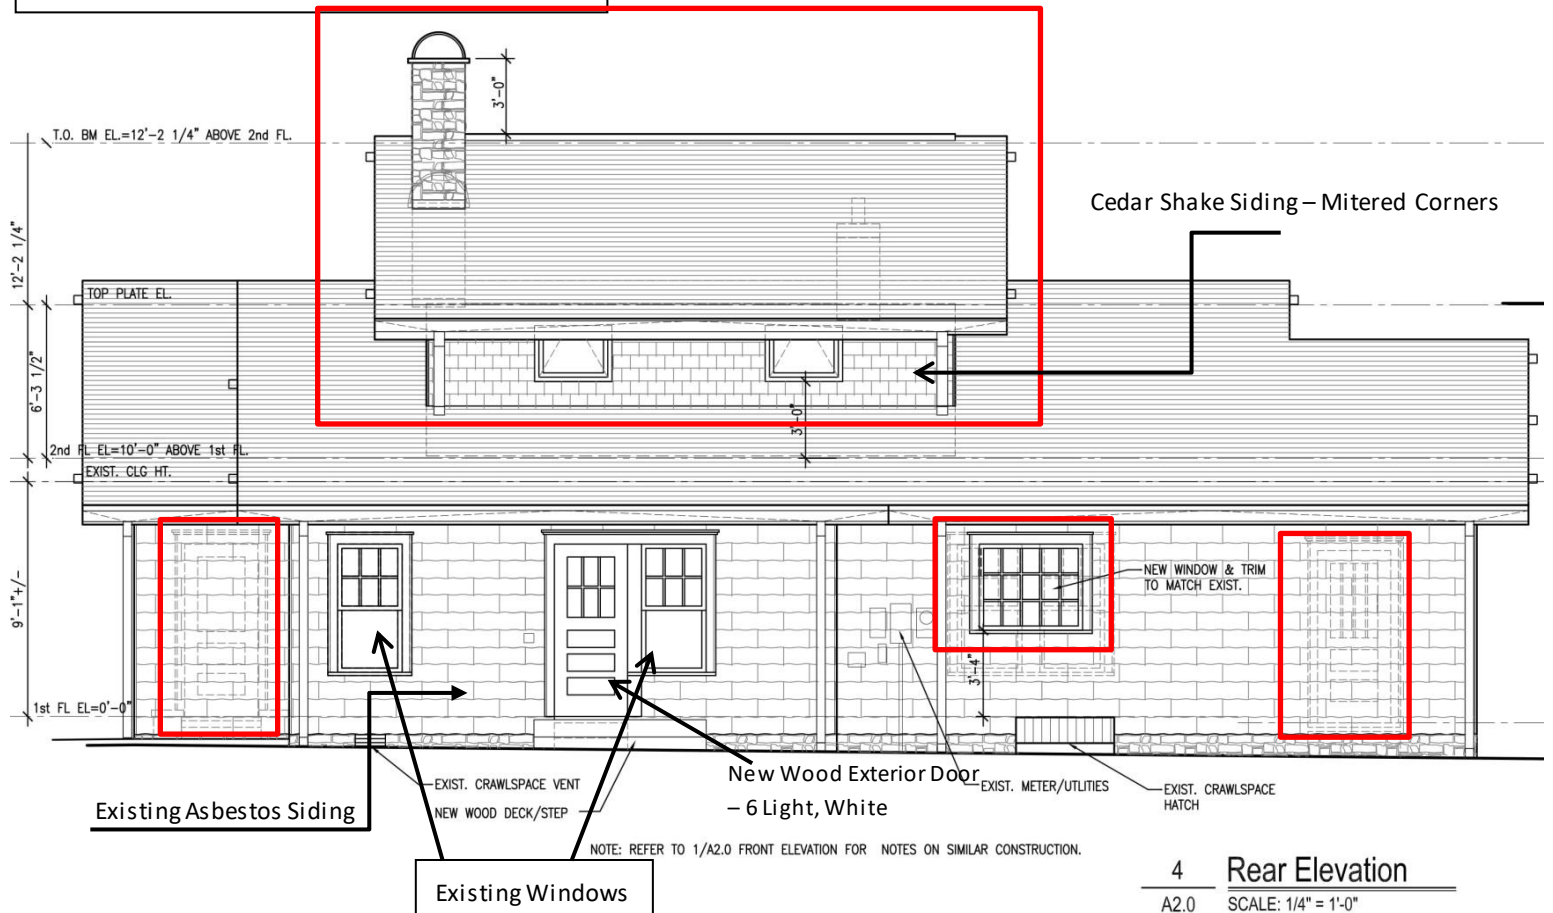 3'-0"
T.O. BM EL.=12'-2 1/4" ABOVE 2nd FL.
Cedar Shake Siding – Mitered Corners
12'-2 1/4"
TOP PLATE EL.
6'-3 1/2"
3'-0"
2nd FL EL=10'-0" ABOVE 1st FL.
EXIST. CLG HT.
9'-1"+/-
NEW WINDOW & TRIM
TO MATCH EXIST.
3'-4"
1st FL EL=0'-0"
EXIST. CRAWLSPACE VENT
NEW WOOD DECK/STEP
New Wood Exterior Door
– 6 Light, White
EXIST. METER/UTLITIES
EXIST. CRAWLSPACE
HATCH
Existing Asbestos Siding
NOTE: REFER TO 1/A2.0 FRONT ELEVATION FOR NOTES ON SIMILAR CONSTRUCTION.
Existing Windows
4 Rear Elevation
A2.0 SCALE: 1/4" = 1'-0"